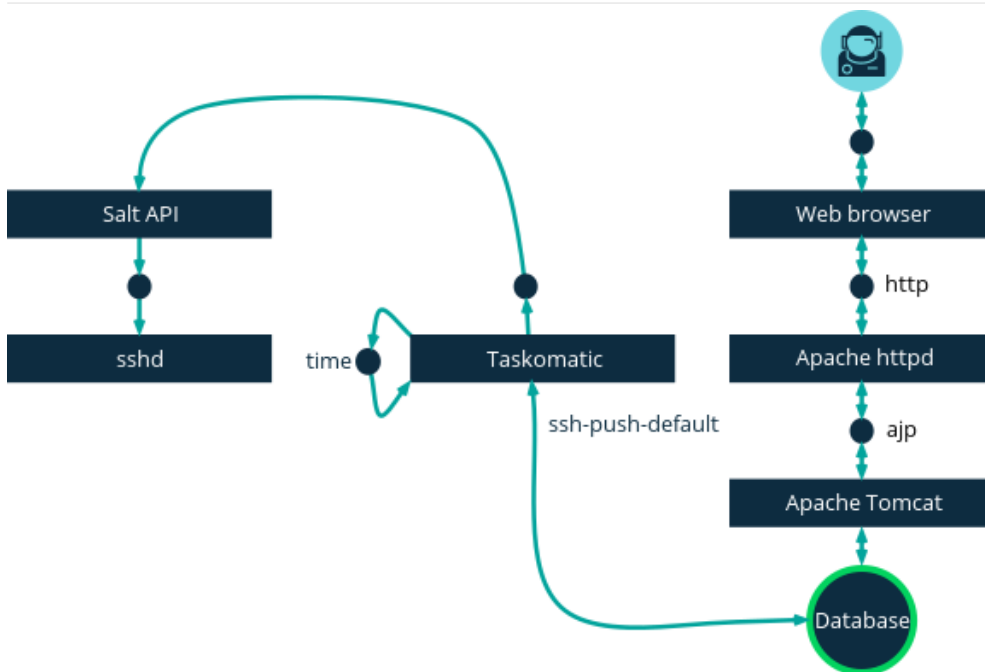 Salt API
Web browser
http
sshd
time
Taskomatic
Apache httpd
ssh-push-default
ajp
Apache Tomcat
Database